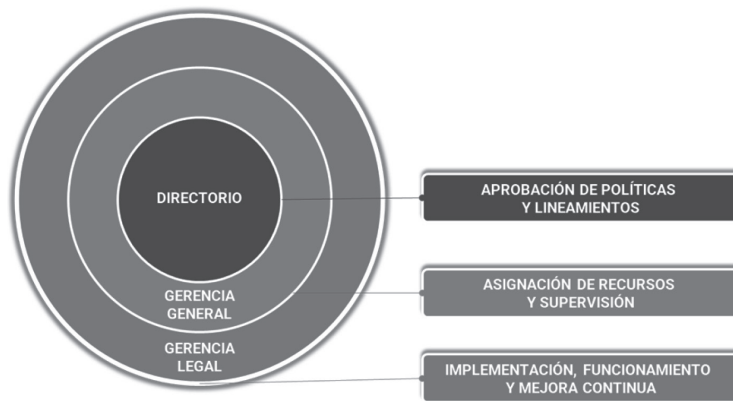 DIRECTORIO
APROBACIÓN DE POLÍTICAS
Y LINEAMIENTOS
GERENCIA
GENERAL
ASIGNACIÓN DE RECURSOS
Y SUPERVISIÓN
GERENCIA
LEGAL
IMPLEMENTACIÓN, FUNCIONAMIENTO
Y MEJORA CONTINUA